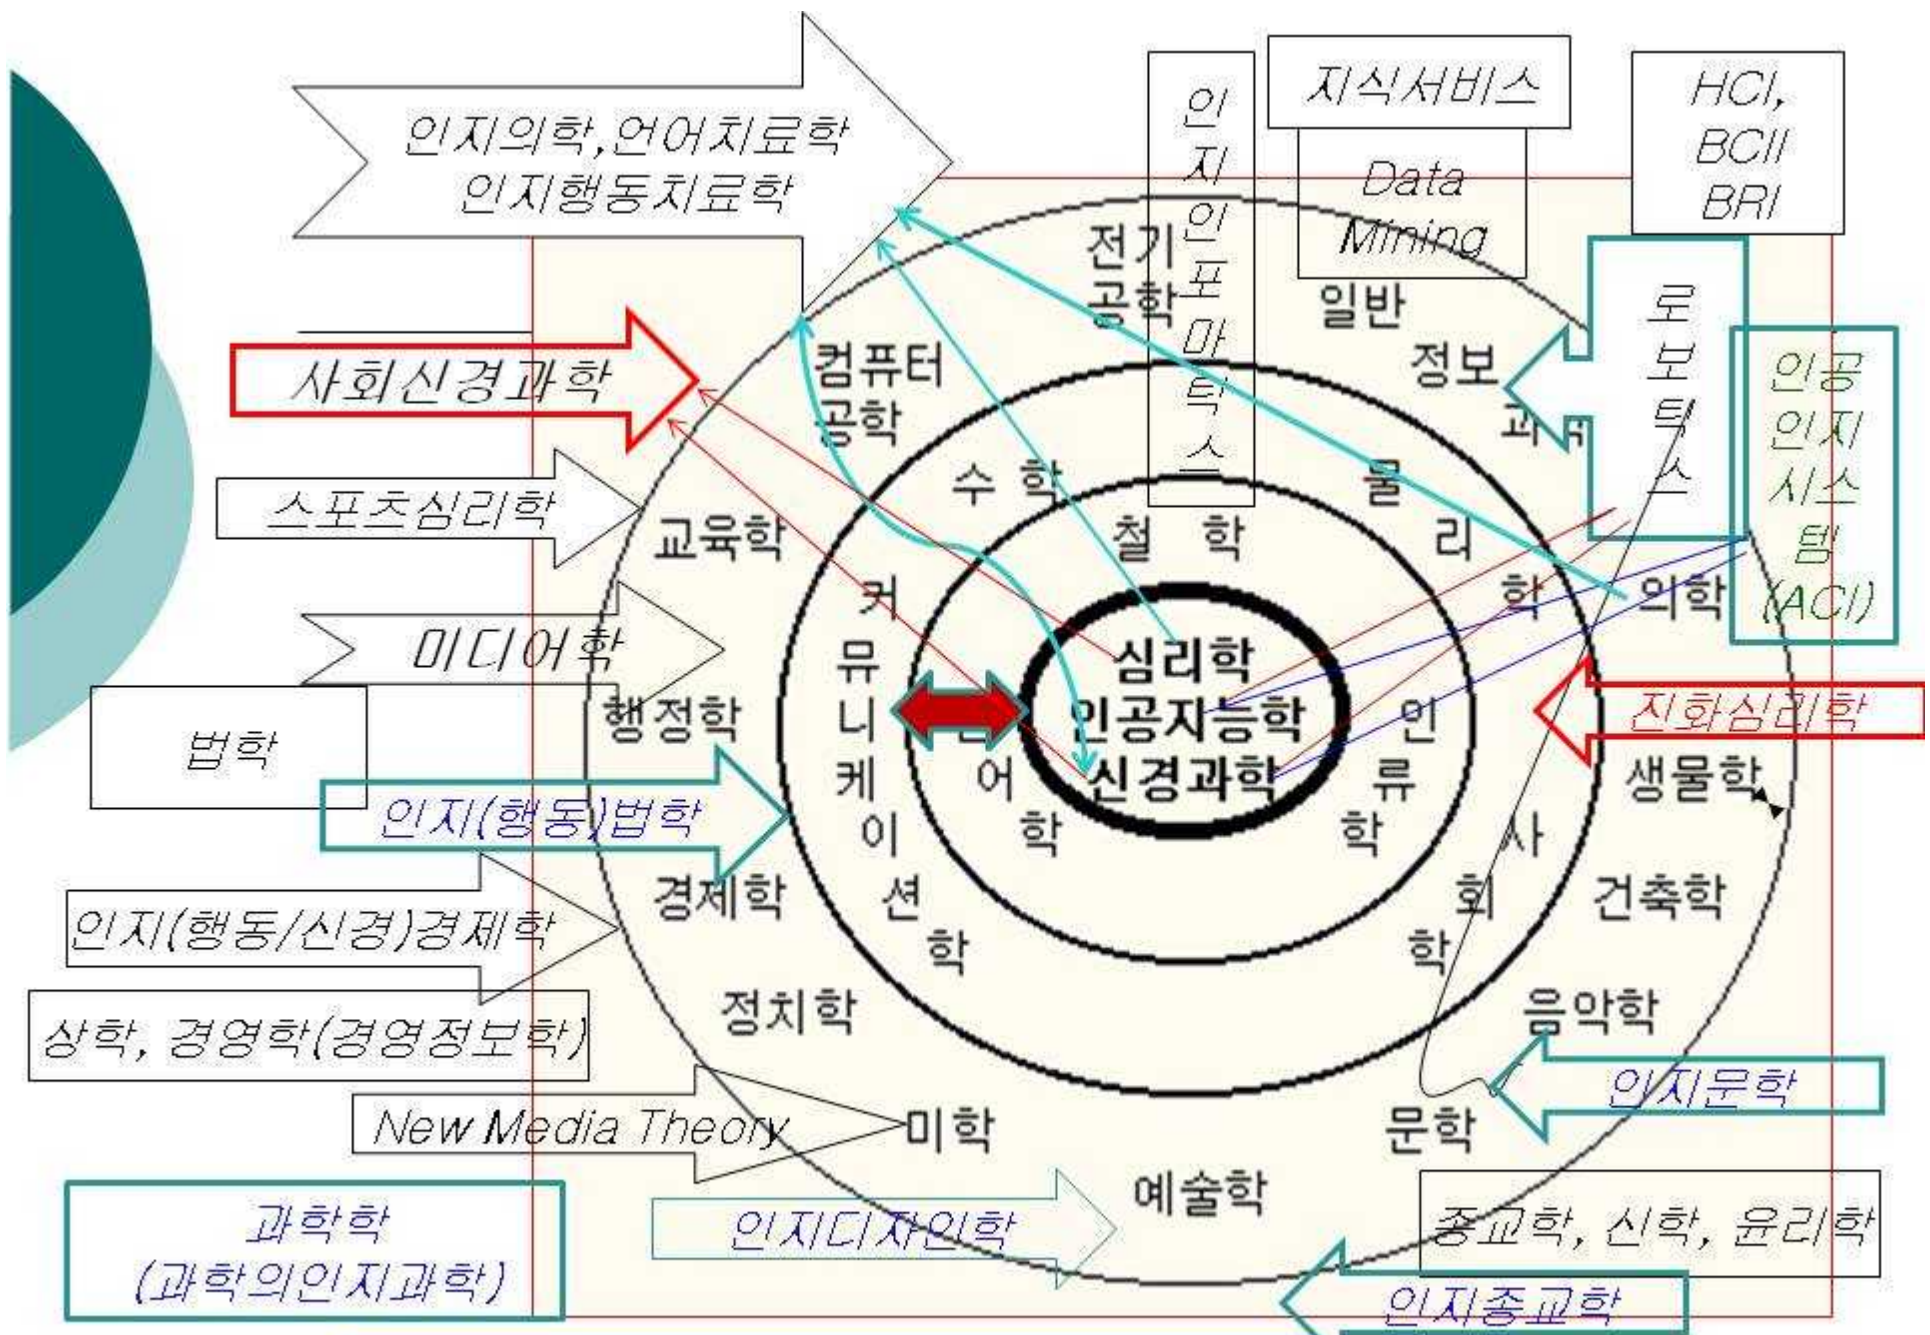 인지의학,언어치료학
인지행동치료학
인지인포마틱스
지식서비스
Data
Mining
HCI,
BCII
BRI
로보틱스
인공
인지
시스
템
(ACI)
전기
공학
일반
정보
컴퓨터
공학
사회신경과학
스포츠심리학
교육학
미디어학
행정학
법학
인지(행동)법학
경제학
인지(행동/신경)경제학
상학, 경영학(경영정보학)
정치학
New Media Theory
미학
과학학
(과학의인지과학)
인지디자인학
예술학
문학
종교학, 신학, 윤리학
인지종교학
인지문학
음악학
건축학
생물학
진화심리학
의학
수학
물리학
커뮤니케이션학
사회학
철학
어학
인류학
심리학
인공지능학
신경과학